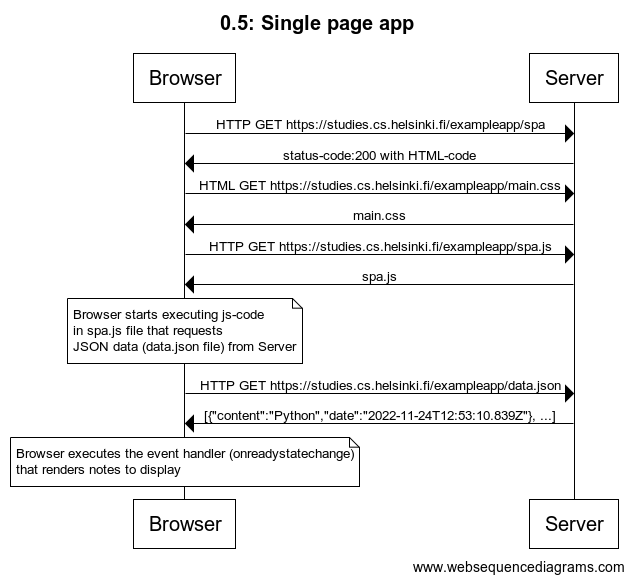 0.5: Single page app
Browser
Server
HTTP GET https://studies.cs.helsinki.fi/exampleapp/spa
status-code:200 with HTML-code
HTML GET https://studies.cs.helsinki.fi/exampleapp/main.css
main.css
HTTP GET https://studies.cs.helsinki.fi/exampleapp/spa.js
spa.js
Browser starts executing js-code
in spa.js file that requests
JSON data (data.json file) from Server
HTTP GET https://studies.cs.helsinki.fi/exampleapp/data.json
[{"content":"Python","date":"2022-11-24T12:53:10.839Z"}, ...]
Browser executes the event handler (onreadystatechange)
that renders notes to display
Browser
Server
www.websequencediagrams.com